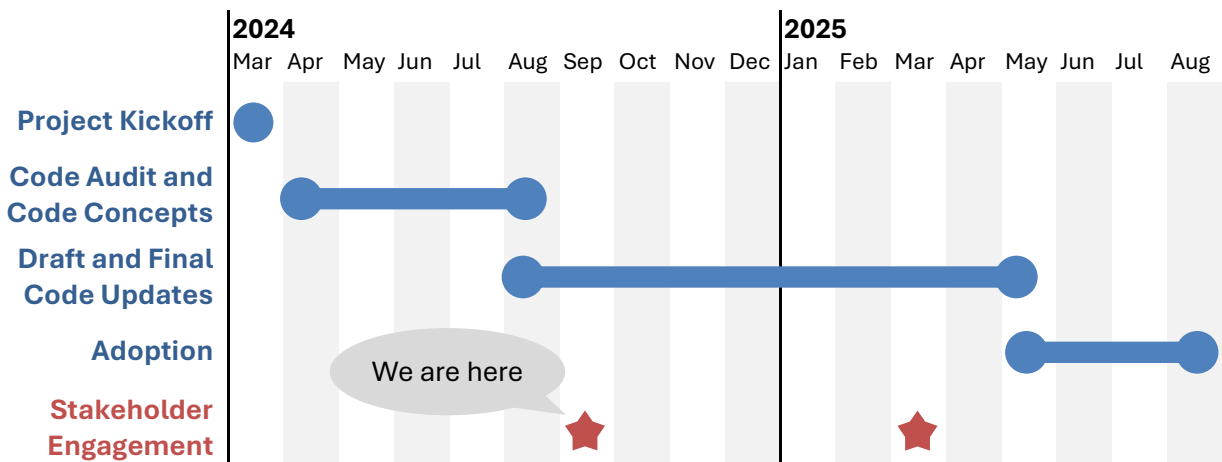 2024 2025
Mar Apr May Jun Jul Aug Sep Oct Nov Dec Jan Feb Mar Apr May Jun Jul Aug
Project Kickoff
Code Audit and
Code Concepts
Draft and Final
Code Updates
Adoption
We are here
Stakeholder
Engagement